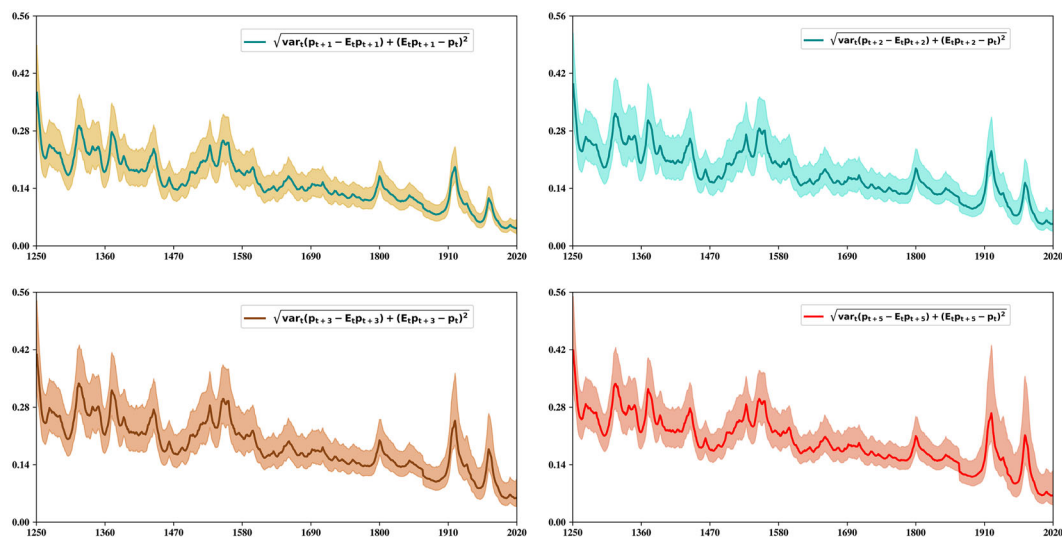 0.56
0.42
0.28
0.14
0.00
1250 1360 1470 1580 1690 1800 1910 2020
√var_t(p_{t+1} − E_t p_{t+1}) + (E_t p_{t+1} − p_t)²
0.56
0.42
0.28
0.14
0.00
1250 1360 1470 1580 1690 1800 1910 2020
√var_t(p_{t+2} − E_t p_{t+2}) + (E_t p_{t+2} − p_t)²
0.56
0.42
0.28
0.14
0.00
1250 1360 1470 1580 1690 1800 1910 2020
√var_t(p_{t+3} − E_t p_{t+3}) + (E_t p_{t+3} − p_t)²
0.56
0.42
0.28
0.14
0.00
1250 1360 1470 1580 1690 1800 1910 2020
√var_t(p_{t+5} − E_t p_{t+5}) + (E_t p_{t+5} − p_t)²